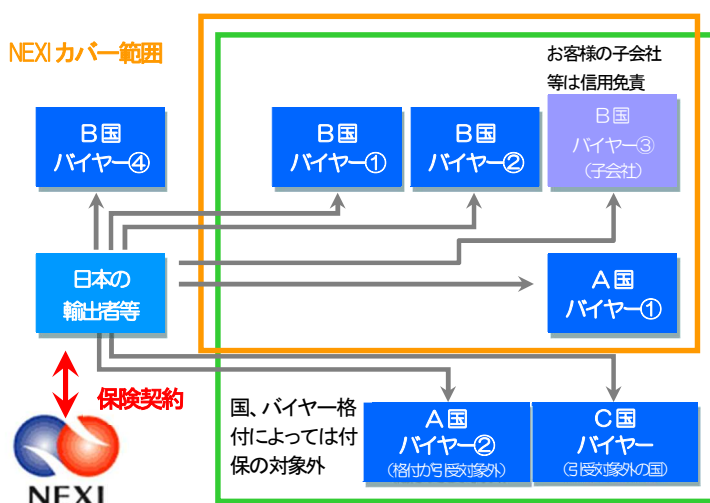 NEXIカバー範囲
お客様の子会社
等は信用免責
B国
バイヤー④
B国
バイヤー①
B国
バイヤー②
B国
バイヤー③
(子会社)
日本の
輸出者等
A国
バイヤー①
保険契約
国、バイヤー格
付によっては付
保の対象外
A国
バイヤー②
(格付が引受対象外)
C国
バイヤー
(引受対象外の国)
NEXI